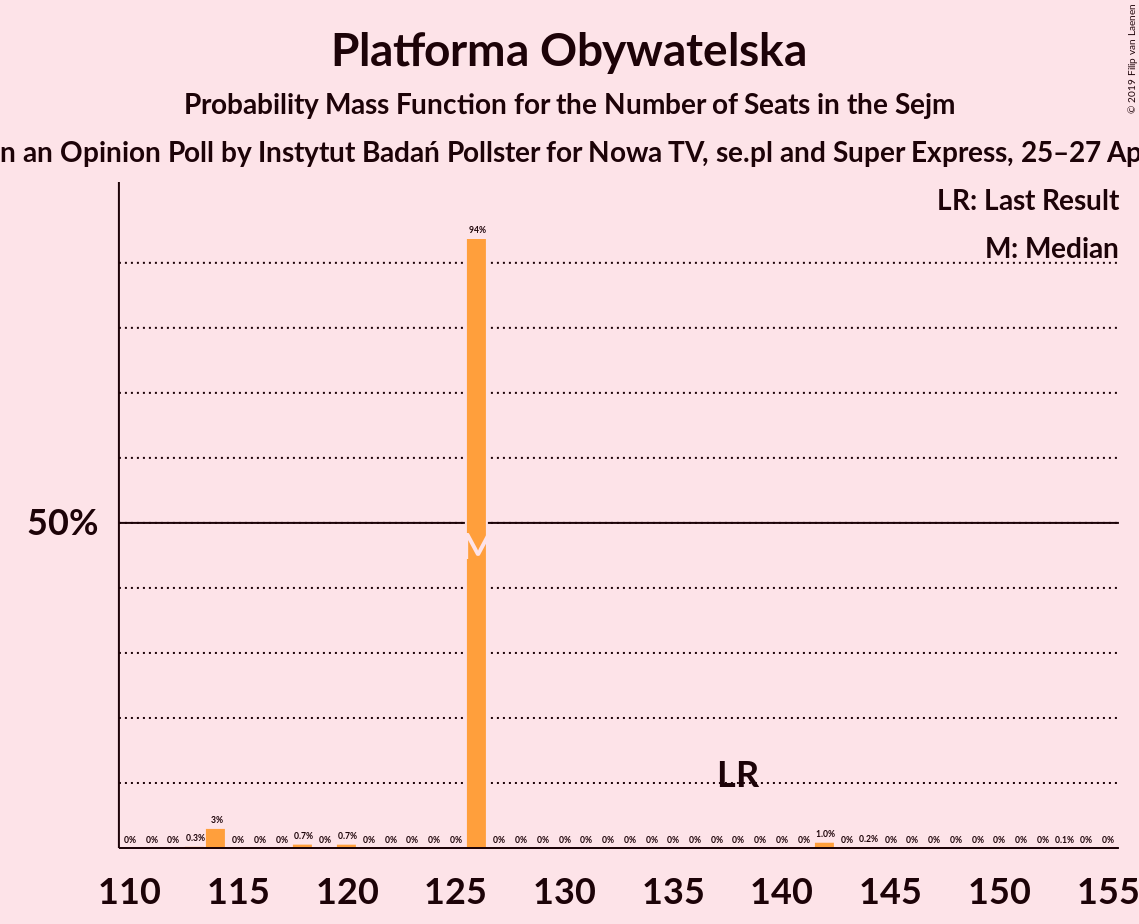 Platforma Obywatelska
Probability Mass Function for the Number of Seats in the Sejm
n an Opinion Poll by Instytut Badań Pollster for Nowa TV, se.pl and Super Express, 25–27 Ap
© 2019 Filip van Laenen
LR: Last Result
M: Median
94%
50%
M
LR
0% 0% 0% 0.3% 3% 0% 0% 0% 0.7% 0% 0.7% 0% 0% 0% 0% 0% 0% 0% 0% 0% 0% 0% 0% 0% 0% 0% 0% 0% 0% 0% 0% 1.0% 0% 0.2% 0% 0% 0% 0% 0% 0% 0% 0% 0.1% 0% 0%
110 115 120 125 130 135 140 145 150 155